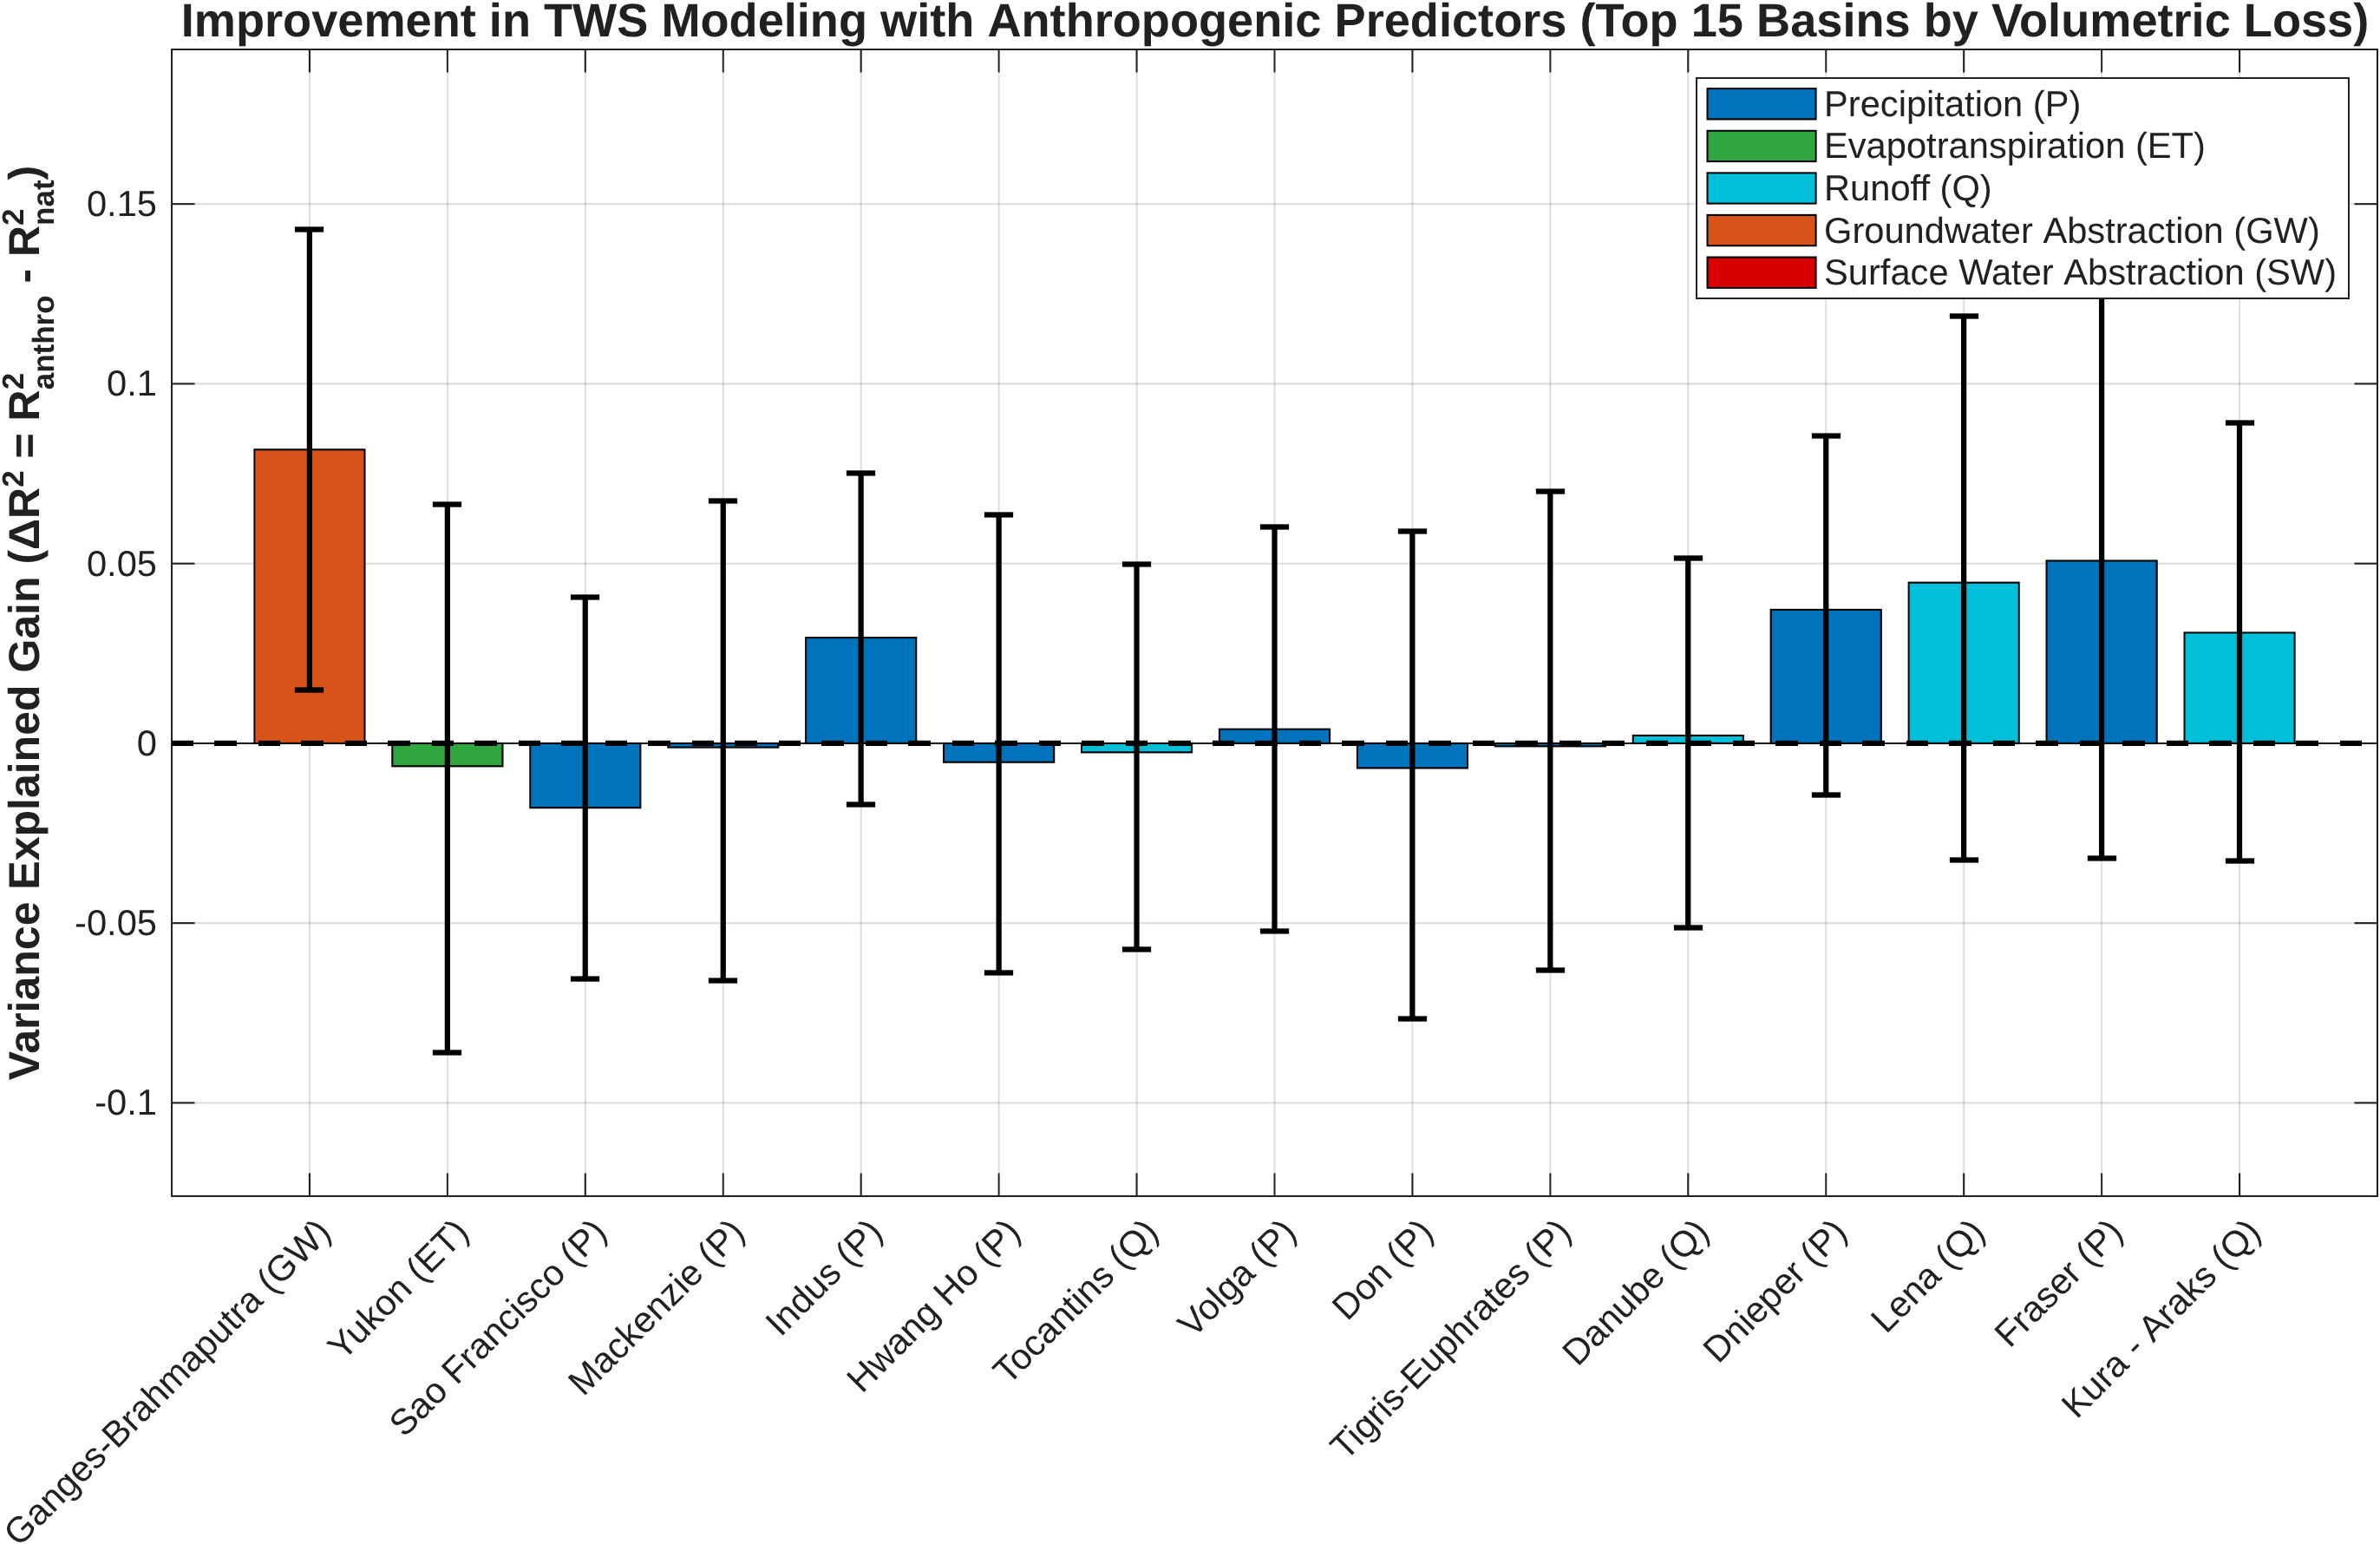 Improvement in TWS Modeling with Anthropogenic Predictors (Top 15 Basins by Volumetric Loss)
Precipitation (P)
Evapotranspiration (ET)
Runoff (Q)
Groundwater Abstraction (GW)
Surface Water Abstraction (SW)
Variance Explained Gain (ΔR² = R²anthro - R²nat)
0.15
0.1
0.05
0
-0.05
-0.1
Ganges-Brahmaputra (GW)
Yukon (ET)
Sao Francisco (P)
Mackenzie (P)
Indus (P)
Hwang Ho (P)
Tocantins (Q)
Volga (P)
Don (P)
Tigris-Euphrates (P)
Danube (Q)
Dnieper (P)
Lena (Q)
Fraser (P)
Kura - Araks (Q)